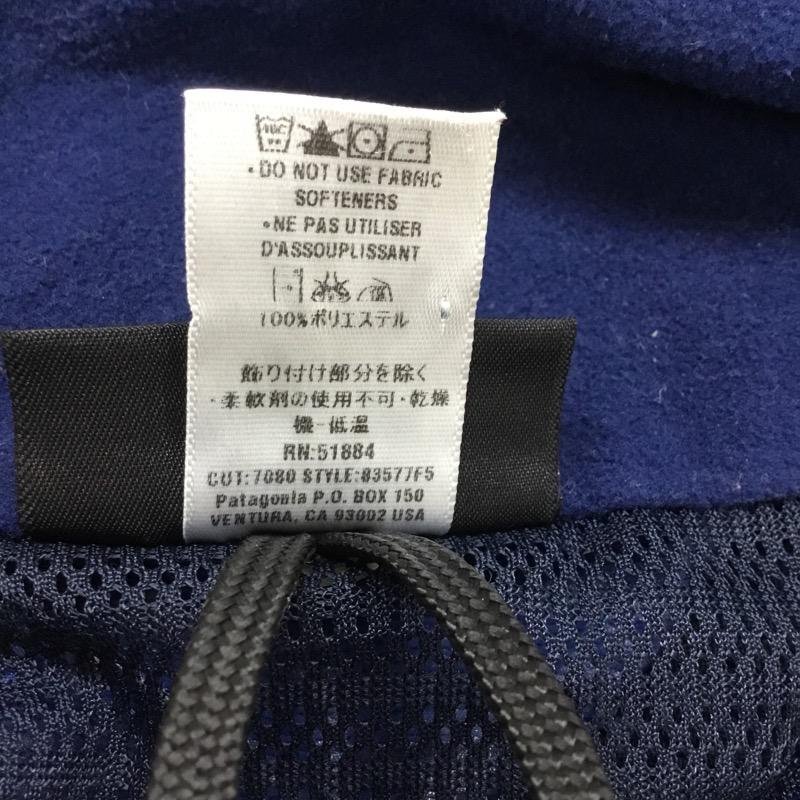 • DO NOT USE FABRIC
SOFTENERS
• NE PAS UTILISER
D'ASSOUPLISSANT
100%ポリエステル
飾り付け部分を除く
・柔軟剤の使用不可・乾燥
機-低温
RN:51884
CUT:7080 STYLE:83577F5
Patagonia P.O. BOX 150
VENTURA, CA 93002 USA